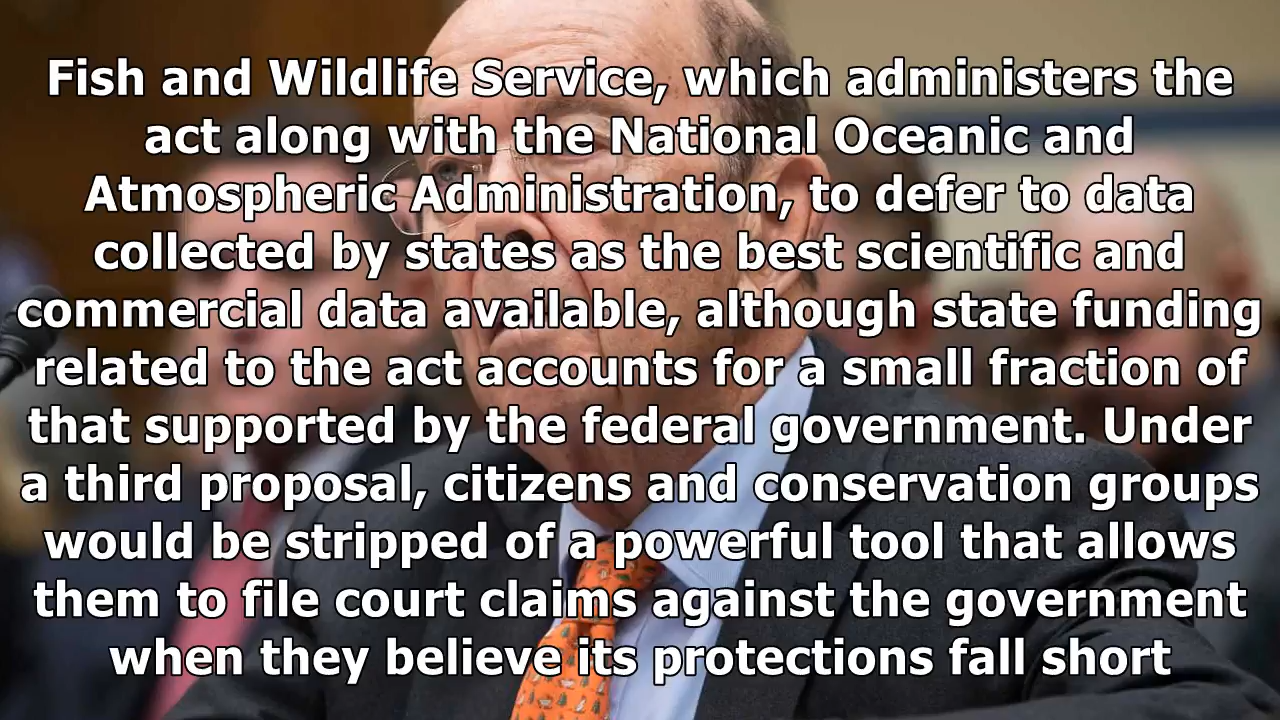 Fish and Wildlife Service, which administers the
act along with the National Oceanic and
Atmospheric Administration, to defer to data
collected by states as the best scientific and
commercial data available, although state funding
related to the act accounts for a small fraction of
that supported by the federal government. Under
a third proposal, citizens and conservation groups
would be stripped of a powerful tool that allows
them to file court claims against the government
when they believe its protections fall short